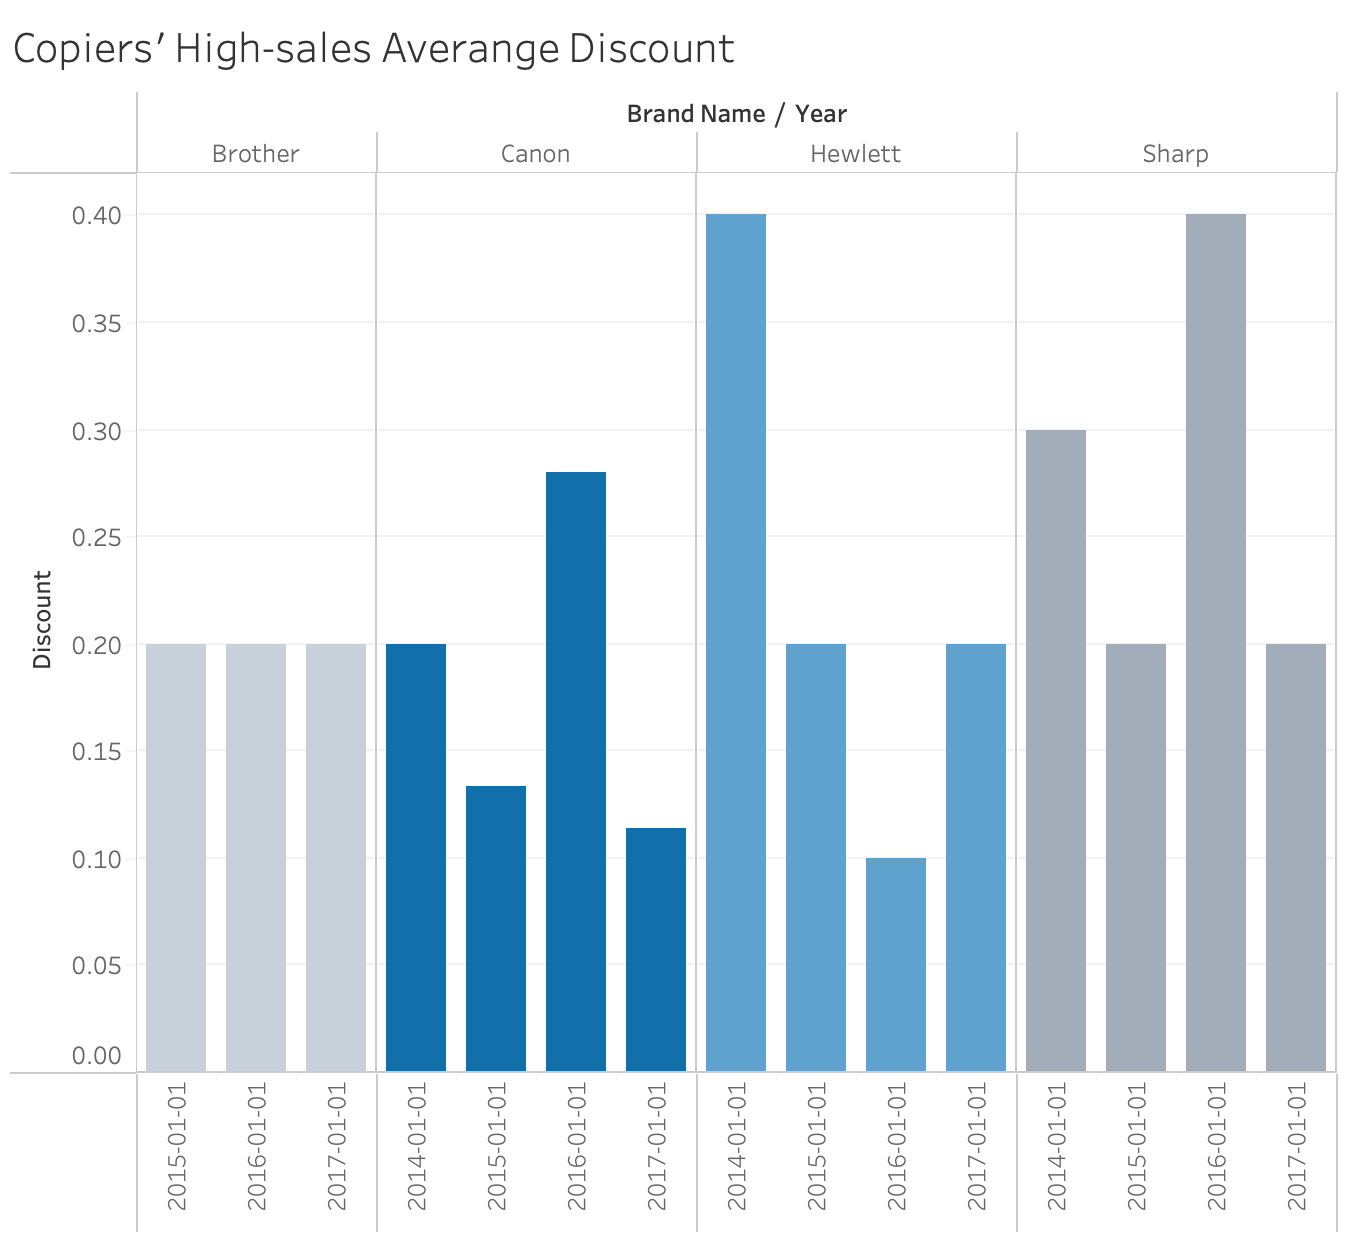 Copiers’ High-sales Averange Discount
Brand Name / Year
Brother Canon Hewlett Sharp
0.40
0.35
0.30
0.25
0.20
0.15
0.10
0.05
0.00
Discount
2015-01-01 2016-01-01 2017-01-01 2014-01-01 2015-01-01 2016-01-01 2017-01-01 2014-01-01 2015-01-01 2016-01-01 2017-01-01 2014-01-01 2015-01-01 2016-01-01 2017-01-01